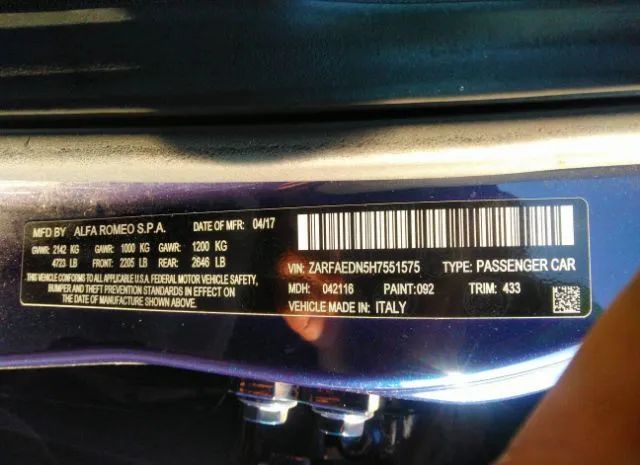 MFD BY ALFA ROMEO S.P.A. DATE OF MFR: 04/17
GVWR: 2142 KG GAWR: 1000 KG GAWR: 1200 KG
4723 LB FRONT: 2205 LB REAR: 2646 LB
THIS VEHICLE CONFORMS TO ALL APPLICABLE U.S.A. FEDERAL MOTOR VEHICLE SAFETY,
BUMPER AND THEFT PREVENTION STANDARDS IN EFFECT ON
THE DATE OF MANUFACTURE SHOWN ABOVE.
VIN: ZARFAEDN5H7551575 TYPE: PASSENGER CAR
MDH: 042116 PAINT:092 TRIM: 433
VEHICLE MADE IN: ITALY